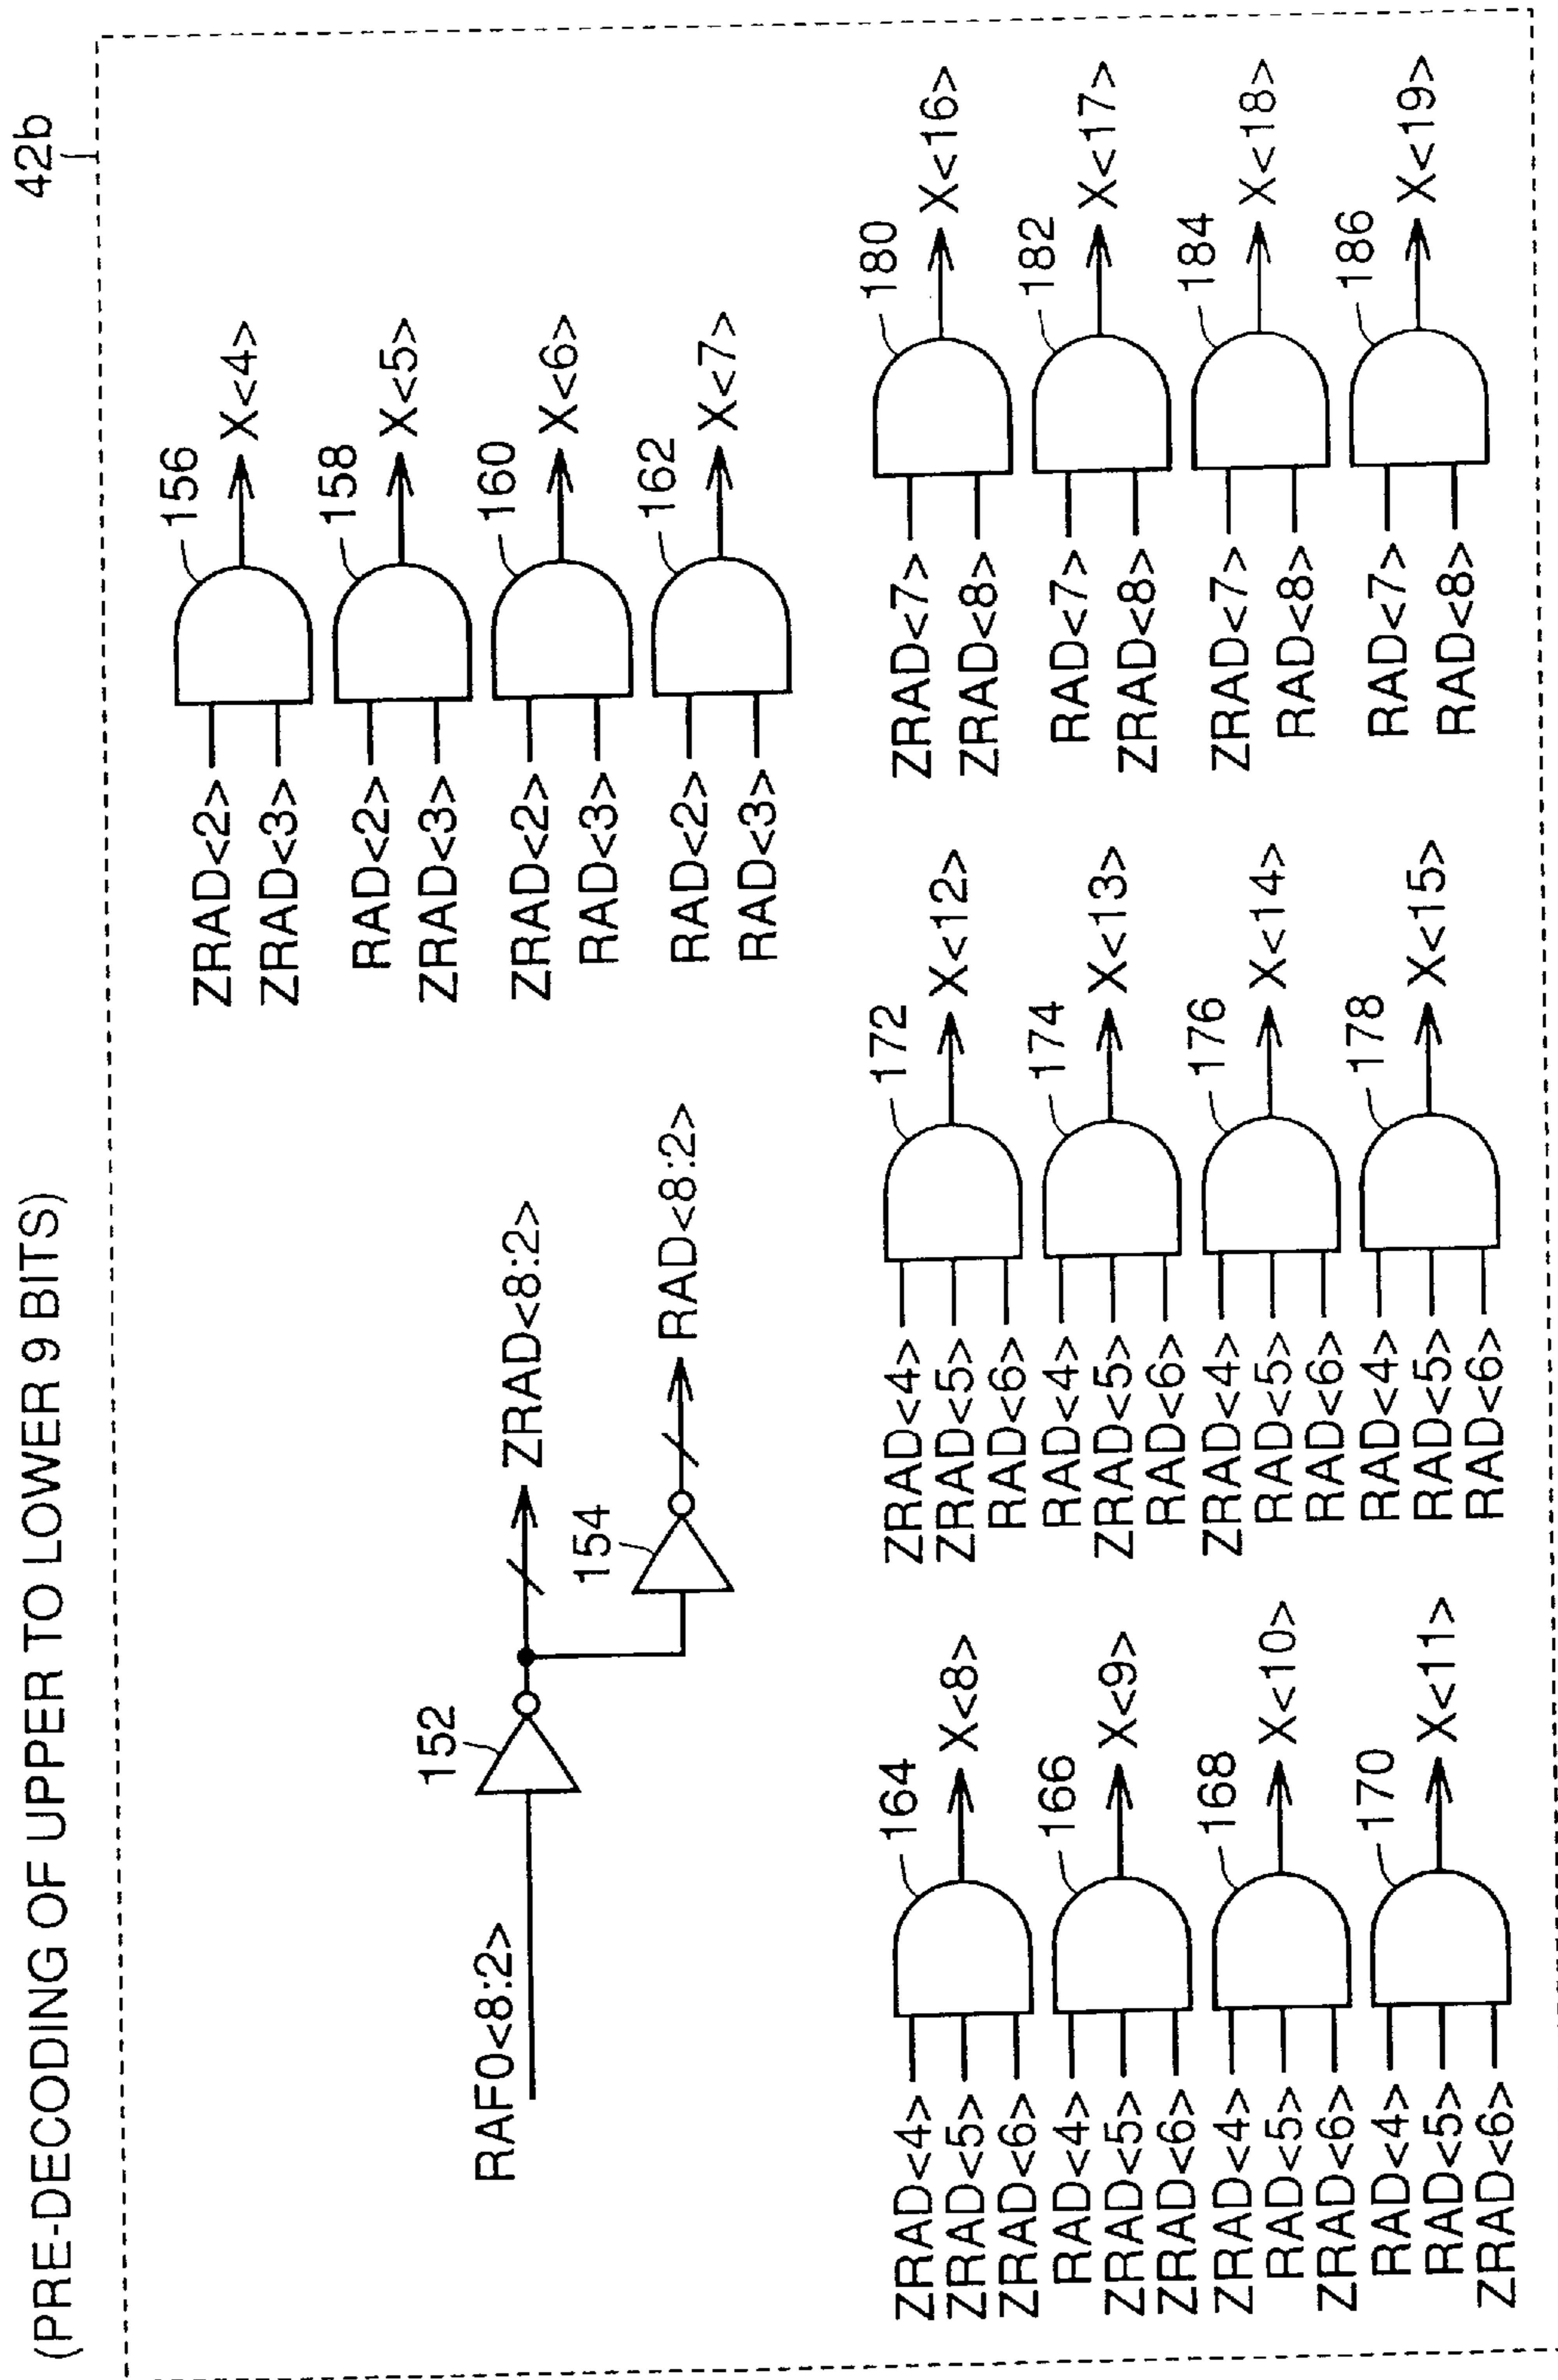 (PRE-DECODING OF UPPER TO LOWER 9 BITS)
42b
RAF0<8:2>
152
ZRAD<8:2>
154
RAD<8:2>
ZRAD<2>
ZRAD<3>
156
X<4>
RAD<2>
ZRAD<3>
158
X<5>
ZRAD<2>
RAD<3>
160
X<6>
RAD<2>
RAD<3>
162
X<7>
ZRAD<4>
ZRAD<5>
ZRAD<6>
164
X<8>
RAD<4>
ZRAD<5>
ZRAD<6>
166
X<9>
ZRAD<4>
RAD<5>
ZRAD<6>
168
X<10>
RAD<4>
RAD<5>
ZRAD<6>
170
X<11>
ZRAD<4>
ZRAD<5>
RAD<6>
172
X<12>
RAD<4>
ZRAD<5>
RAD<6>
174
X<13>
ZRAD<4>
RAD<5>
RAD<6>
176
X<14>
RAD<4>
RAD<5>
RAD<6>
178
X<15>
ZRAD<7>
ZRAD<8>
180
X<16>
RAD<7>
ZRAD<8>
182
X<17>
ZRAD<7>
RAD<8>
184
X<18>
RAD<7>
RAD<8>
186
X<19>